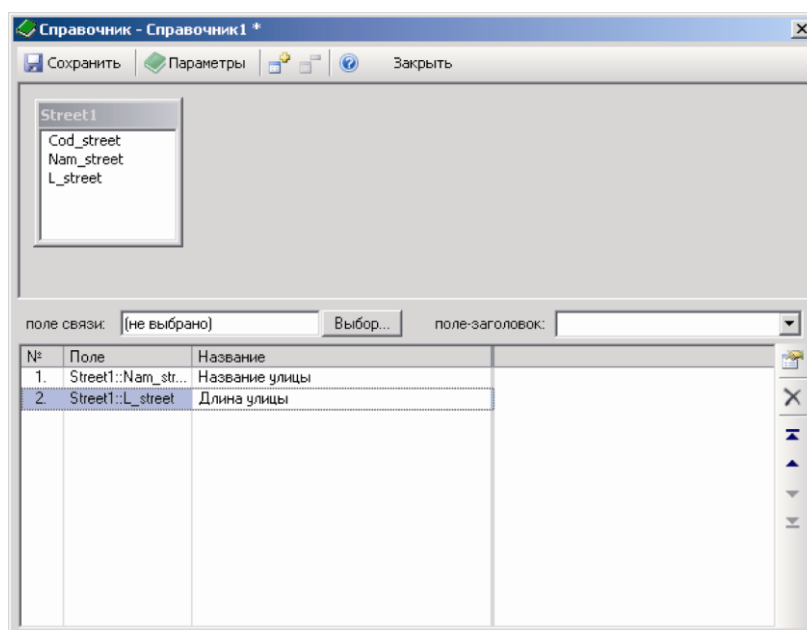 Справочник - Справочник1 *
Сохранить Параметры Закрыть
Street1
Cod_street
Nam_street
L_street
поле связи: (не выбрано) Выбор... поле-заголовок:
№ Поле Название
1. Street1::Nam_str... Название улицы
2. Street1::L_street Длина улицы